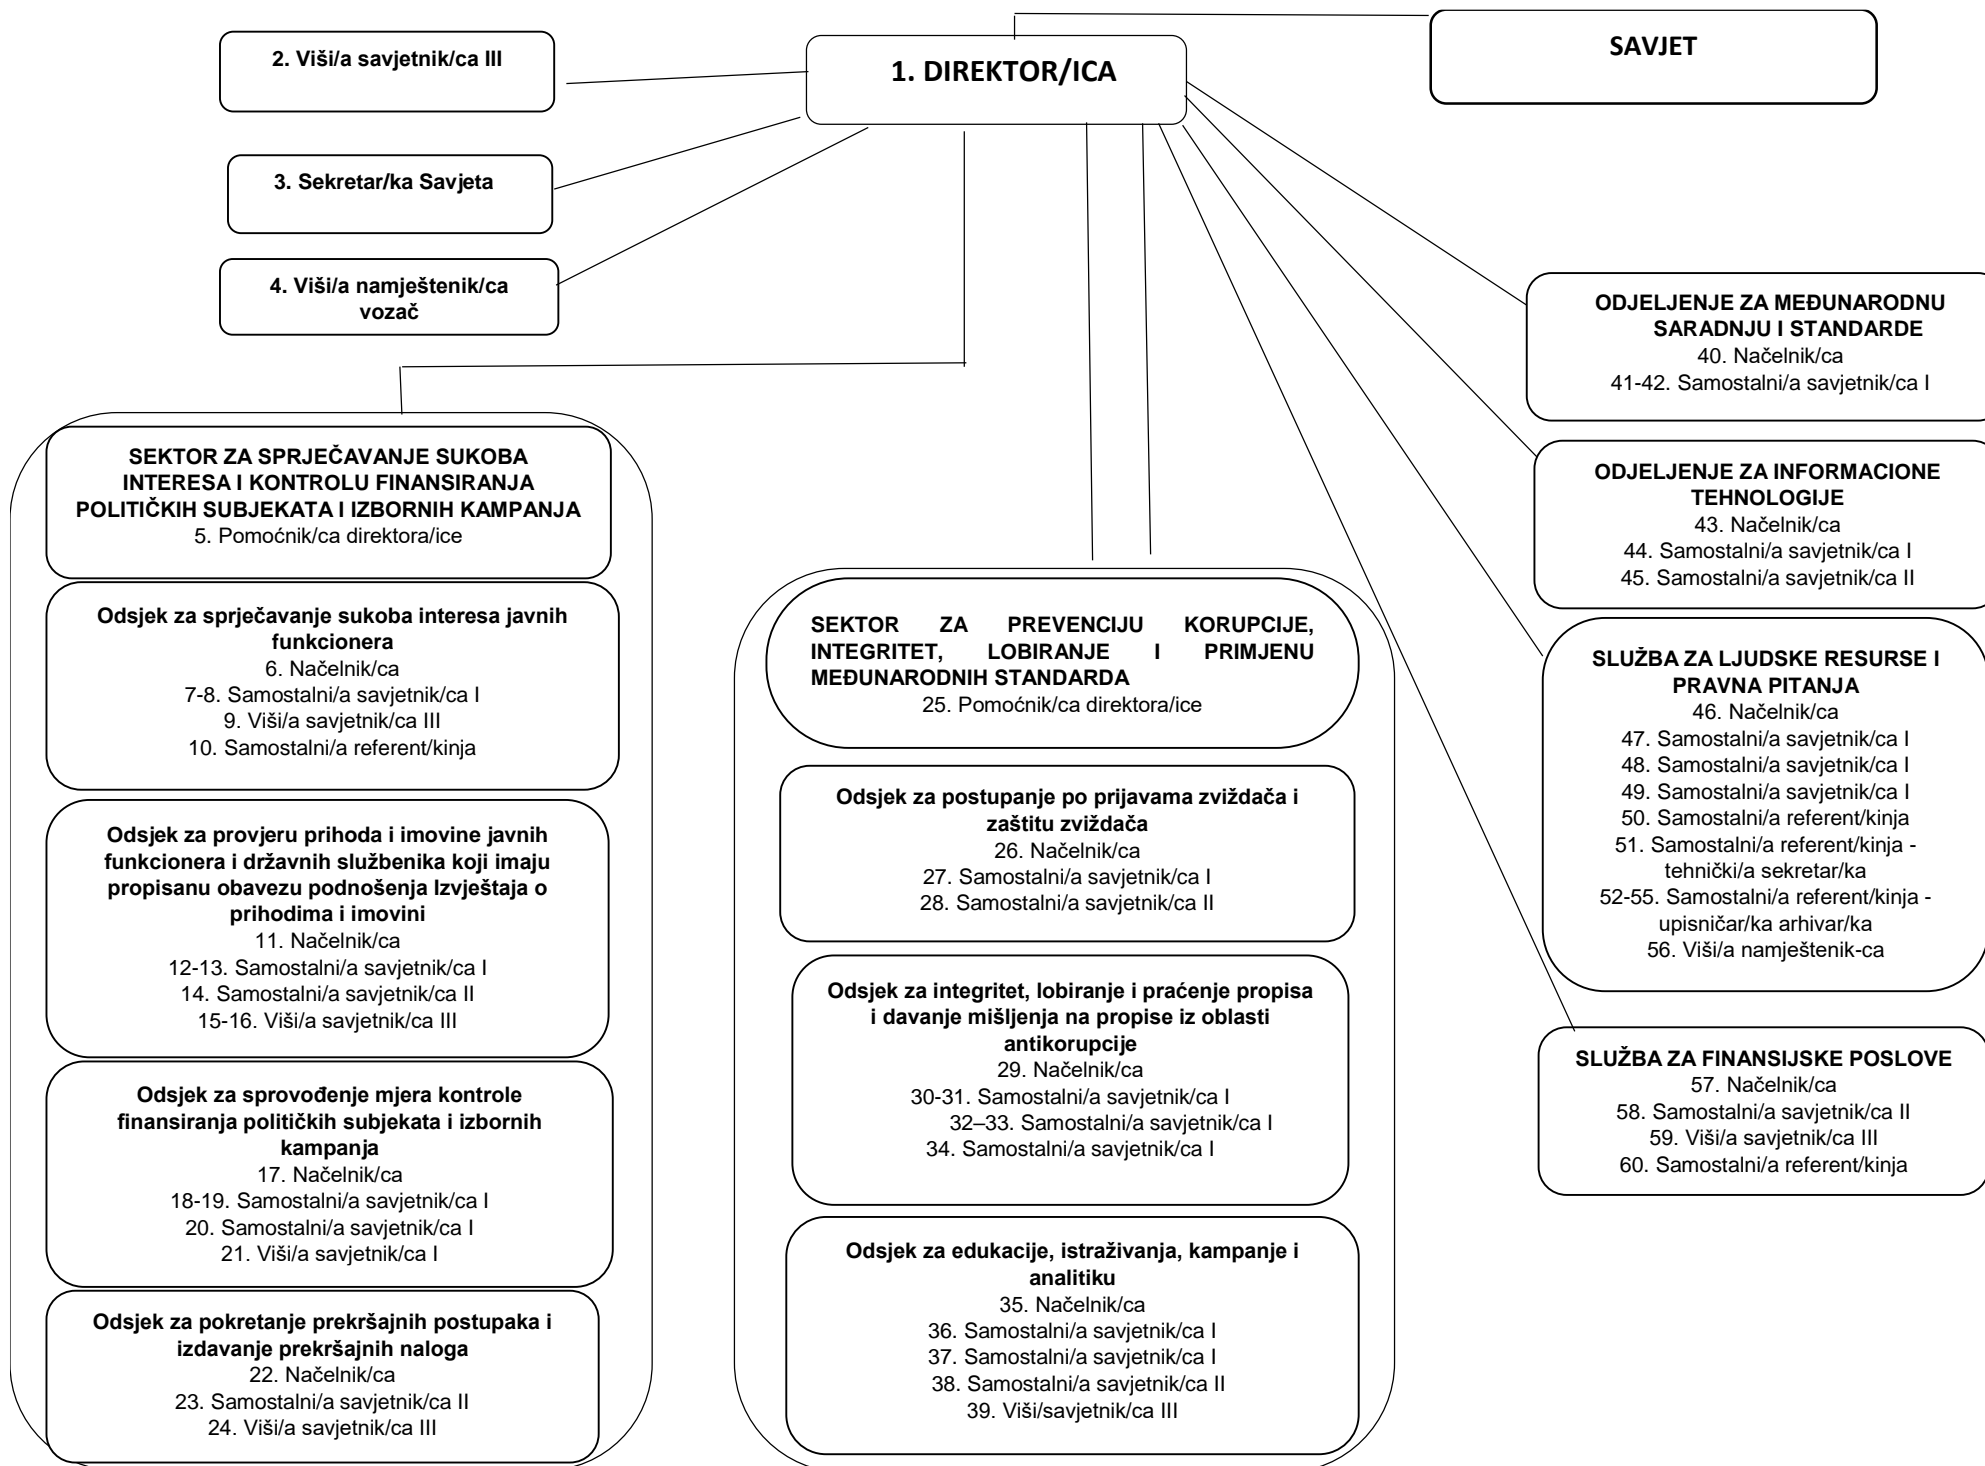 SAVJET
1. DIREKTOR/ICA
2. Viši/a savjetnik/ca III
3. Sekretar/ka Savjeta
4. Viši/a namještenik/ca
vozač
SEKTOR ZA SPRJEČAVANJE SUKOBA
INTERESA I KONTROLU FINANSIRANJA
POLITIČKIH SUBJEKATA I IZBORNIH KAMPANJA
5. Pomoćnik/ca direktora/ice
Odsjek za sprječavanje sukoba interesa javnih
funkcionera
6. Načelnik/ca
7-8. Samostalni/a savjetnik/ca I
9. Viši/a savjetnik/ca III
10. Samostalni/a referent/kinja
Odsjek za provjeru prihoda i imovine javnih
funkcionera i državnih službenika koji imaju
propisanu obavezu podnošenja Izvještaja o
prihodima i imovini
11. Načelnik/ca
12-13. Samostalni/a savjetnik/ca I
14. Samostalni/a savjetnik/ca II
15-16. Viši/a savjetnik/ca III
Odsjek za sprovođenje mjera kontrole
finansiranja političkih subjekata i izbornih
kampanja
17. Načelnik/ca
18-19. Samostalni/a savjetnik/ca I
20. Samostalni/a savjetnik/ca I
21. Viši/a savjetnik/ca I
Odsjek za pokretanje prekršajnih postupaka i
izdavanje prekršajnih naloga
22. Načelnik/ca
23. Samostalni/a savjetnik/ca II
24. Viši/a savjetnik/ca III
SEKTOR ZA PREVENCIJU KORUPCIJE,
INTEGRITET, LOBIRANJE I PRIMJENU
MEĐUNARODNIH STANDARDA
25. Pomoćnik/ca direktora/ice
Odsjek za postupanje po prijavama zviždača i
zaštitu zviždača
26. Načelnik/ca
27. Samostalni/a savjetnik/ca I
28. Samostalni/a savjetnik/ca II
Odsjek za integritet, lobiranje i praćenje propisa
i davanje mišljenja na propise iz oblasti
antikorupcije
29. Načelnik/ca
30-31. Samostalni/a savjetnik/ca I
32–33. Samostalni/a savjetnik/ca I
34. Samostalni/a savjetnik/ca I
Odsjek za edukacije, istraživanja, kampanje i
analitiku
35. Načelnik/ca
36. Samostalni/a savjetnik/ca I
37. Samostalni/a savjetnik/ca I
38. Samostalni/a savjetnik/ca II
39. Viši/savjetnik/ca III
ODJELJENJE ZA MEĐUNARODNU
SARADNJU I STANDARDE
40. Načelnik/ca
41-42. Samostalni/a savjetnik/ca I
ODJELJENJE ZA INFORMACIONE
TEHNOLOGIJE
43. Načelnik/ca
44. Samostalni/a savjetnik/ca I
45. Samostalni/a savjetnik/ca II
SLUŽBA ZA LJUDSKE RESURSE I
PRAVNA PITANJA
46. Načelnik/ca
47. Samostalni/a savjetnik/ca I
48. Samostalni/a savjetnik/ca I
49. Samostalni/a savjetnik/ca I
50. Samostalni/a referent/kinja
51. Samostalni/a referent/kinja -
tehnički/a sekretar/ka
52-55. Samostalni/a referent/kinja -
upisničar/ka arhivar/ka
56. Viši/a namještenik-ca
SLUŽBA ZA FINANSIJSKE POSLOVE
57. Načelnik/ca
58. Samostalni/a savjetnik/ca II
59. Viši/a savjetnik/ca III
60. Samostalni/a referent/kinja